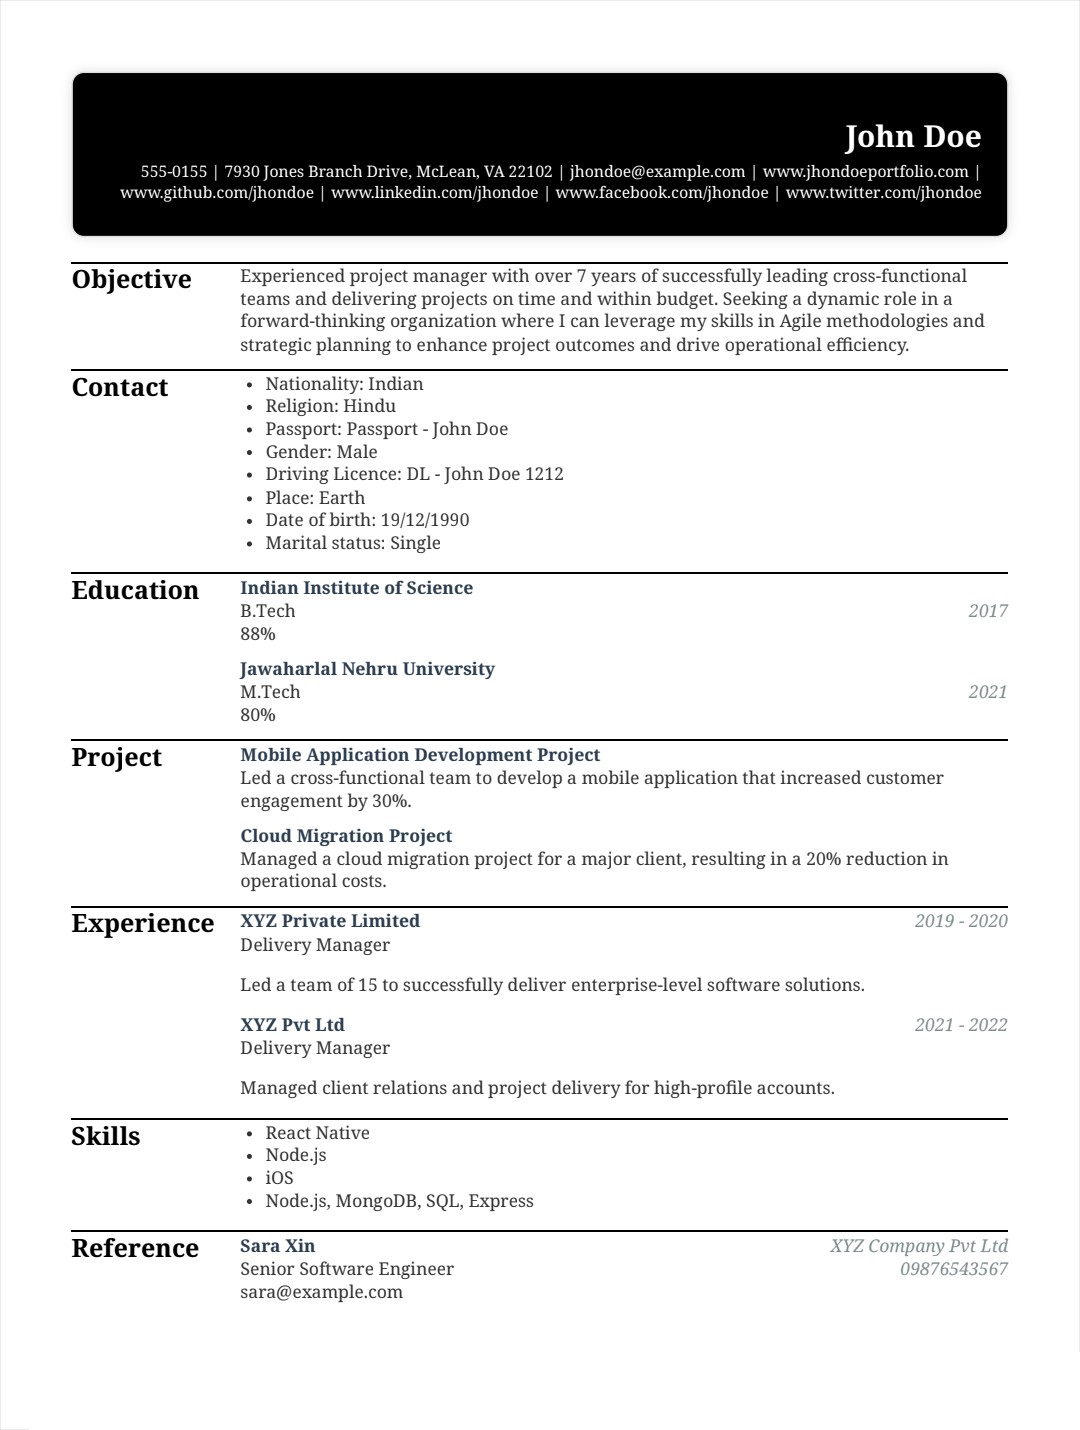 John Doe
555-0155 | 7930 Jones Branch Drive, McLean, VA 22102 | jhondoe@example.com | www.jhondoeportfolio.com |
www.github.com/jhondoe | www.linkedin.com/jhondoe | www.facebook.com/jhondoe | www.twitter.com/jhondoe
Objective
Experienced project manager with over 7 years of successfully leading cross-functional
teams and delivering projects on time and within budget. Seeking a dynamic role in a
forward-thinking organization where I can leverage my skills in Agile methodologies and
strategic planning to enhance project outcomes and drive operational efficiency.
Contact
• Nationality: Indian
• Religion: Hindu
• Passport: Passport - John Doe
• Gender: Male
• Driving Licence: DL - John Doe 1212
• Place: Earth
• Date of birth: 19/12/1990
• Marital status: Single
Education
Indian Institute of Science
B.Tech 2017
88%
Jawaharlal Nehru University
M.Tech 2021
80%
Project
Mobile Application Development Project
Led a cross-functional team to develop a mobile application that increased customer
engagement by 30%.
Cloud Migration Project
Managed a cloud migration project for a major client, resulting in a 20% reduction in
operational costs.
Experience
XYZ Private Limited 2019 - 2020
Delivery Manager
Led a team of 15 to successfully deliver enterprise-level software solutions.
XYZ Pvt Ltd 2021 - 2022
Delivery Manager
Managed client relations and project delivery for high-profile accounts.
Skills
• React Native
• Node.js
• iOS
• Node.js, MongoDB, SQL, Express
Reference
Sara Xin XYZ Company Pvt Ltd
Senior Software Engineer 09876543567
sara@example.com